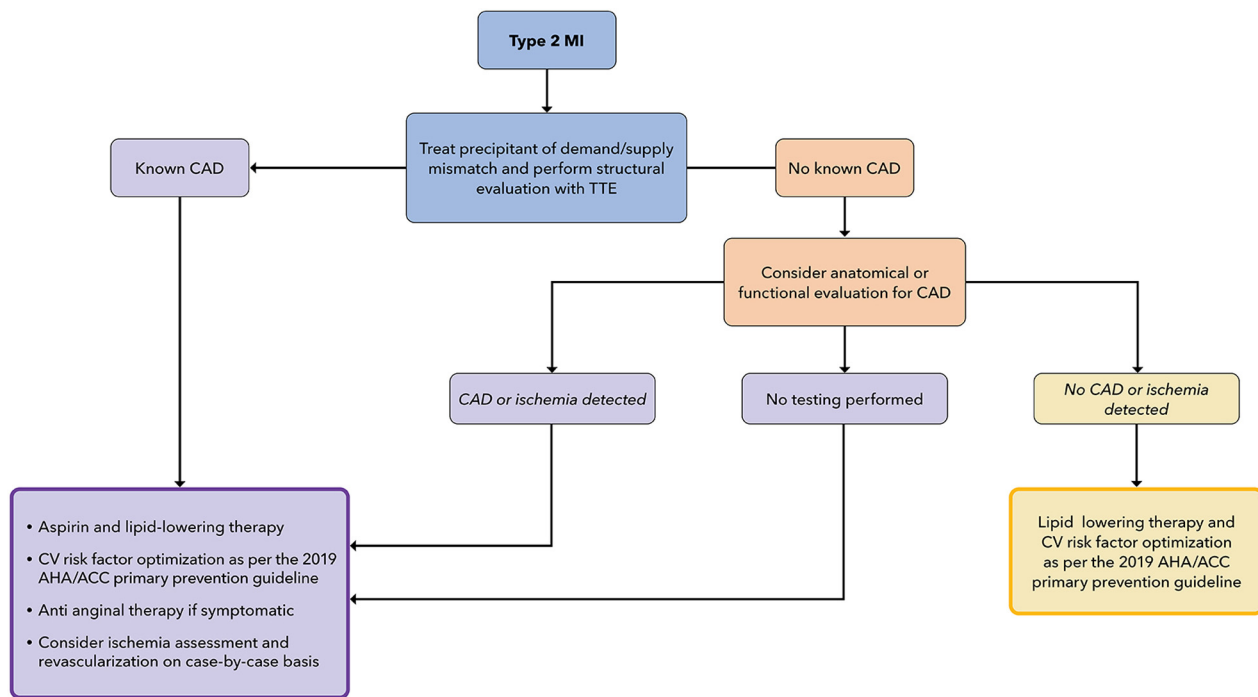 Type 2 MI
Known CAD
Treat precipitant of demand/supply
mismatch and perform structural
evaluation with TTE
No known CAD
Consider anatomical or
functional evaluation for CAD
CAD or ischemia detected
No testing performed
No CAD or ischemia
detected
• Aspirin and lipid-lowering therapy
• CV risk factor optimization as per the 2019
AHA/ACC primary prevention guideline
• Anti anginal therapy if symptomatic
• Consider ischemia assessment and
revascularization on case-by-case basis
Lipid lowering therapy and
CV risk factor optimization
as per the 2019 AHA/ACC
primary prevention guideline